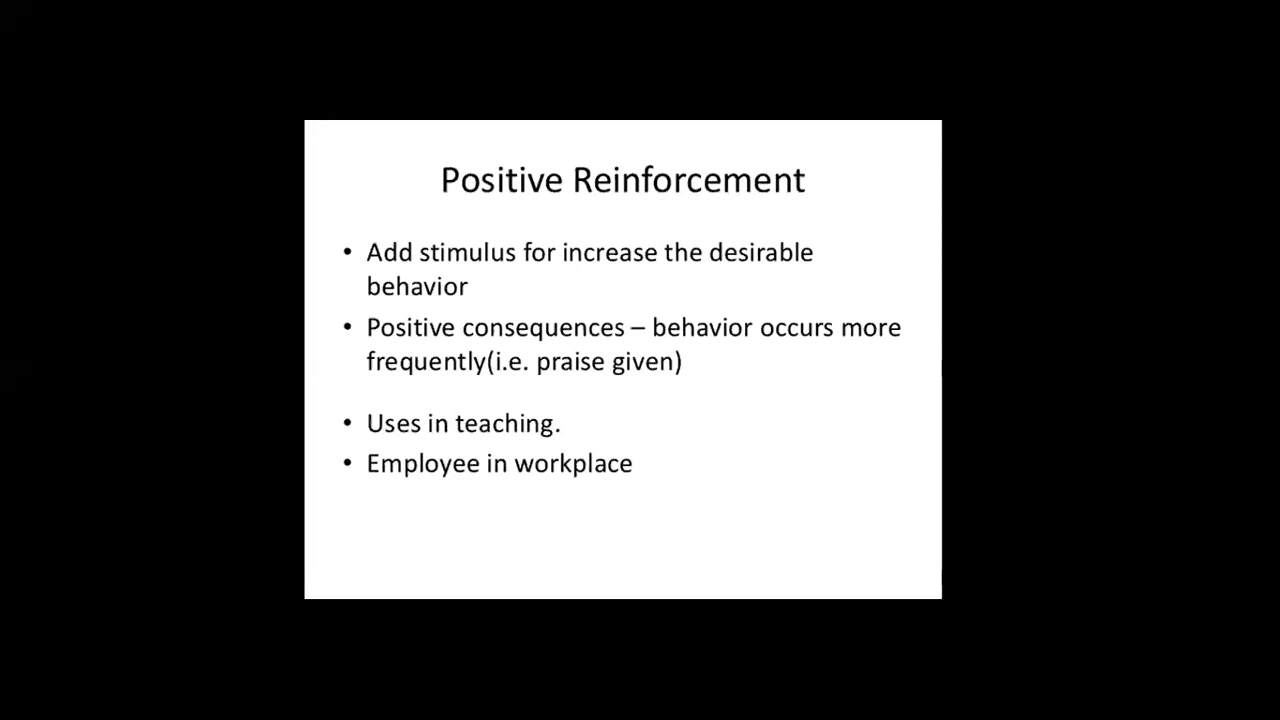 Positive Reinforcement
• Add stimulus for increase the desirable
behavior
• Positive consequences – behavior occurs more
frequently(i.e. praise given)
• Uses in teaching.
• Employee in workplace